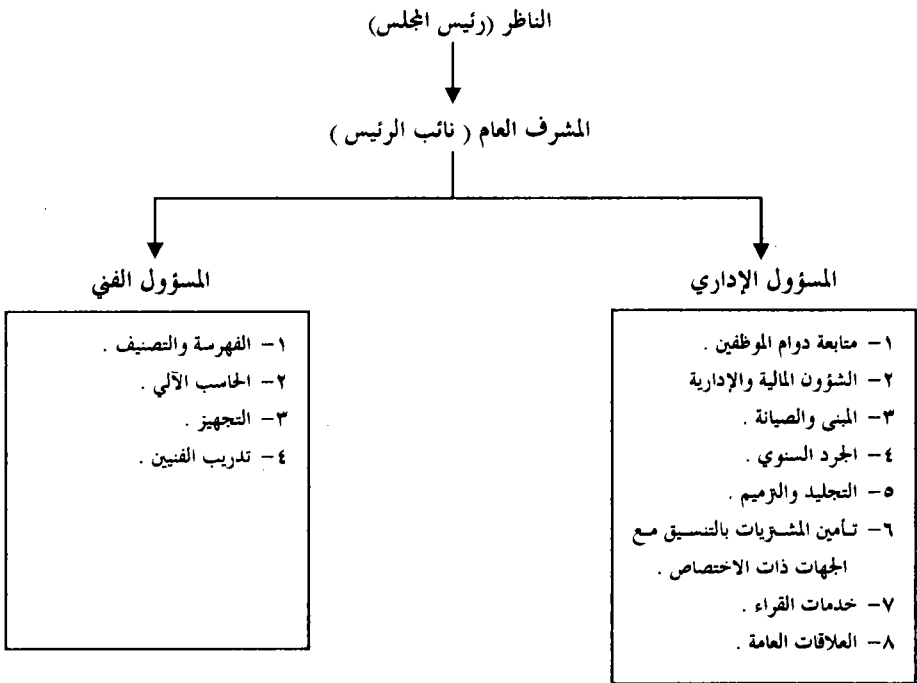 الناظر (رئيس المجلس)
المشرف العام ( نائب الرئيس )
المسؤول الإداري
١- متابعة دوام الموظفين .
٢- الشؤون المالية والإدارية
٣- المبنى والصيانة .
٤- الجرد السنوي .
٥- التجليد والترميم .
٦- تأمين المشتريات بالتنسيق مع
الجهات ذات الاختصاص .
٧- خدمات القراء .
٨- العلاقات العامة .
المسؤول الفني
١- الفهرسة والتصنيف .
٢- الحاسب الآلي .
٣- التجهيز .
٤- تدريب الفنيين .